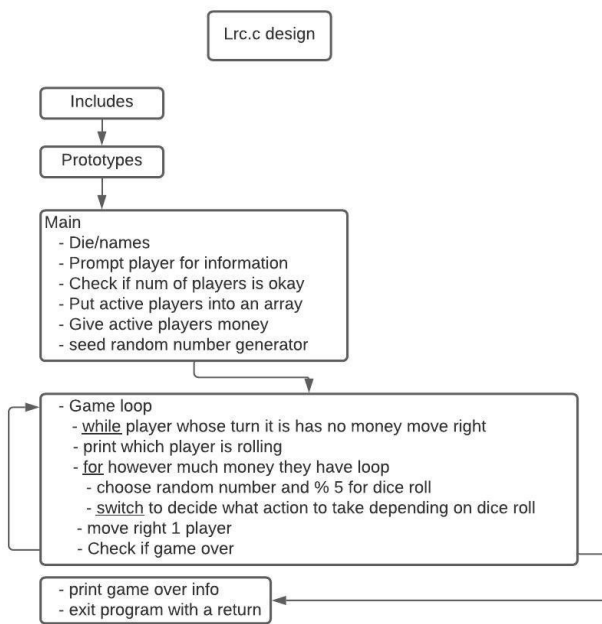 Lrc.c design
Includes
Prototypes
Main
- Die/names
- Prompt player for information
- Check if num of players is okay
- Put active players into an array
- Give active players money
- seed random number generator
- Game loop
- while player whose turn it is has no money move right
- print which player is rolling
- for however much money they have loop
- choose random number and % 5 for dice roll
- switch to decide what action to take depending on dice roll
- move right 1 player
- Check if game over
- print game over info
- exit program with a return